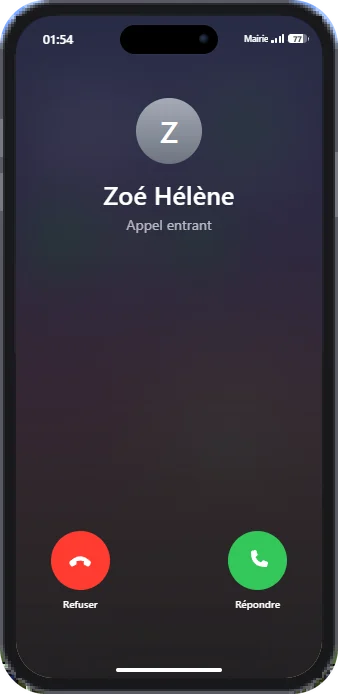 01:54 Mairie 77
Z
Zoé Hélène
Appel entrant
Refuser Répondre